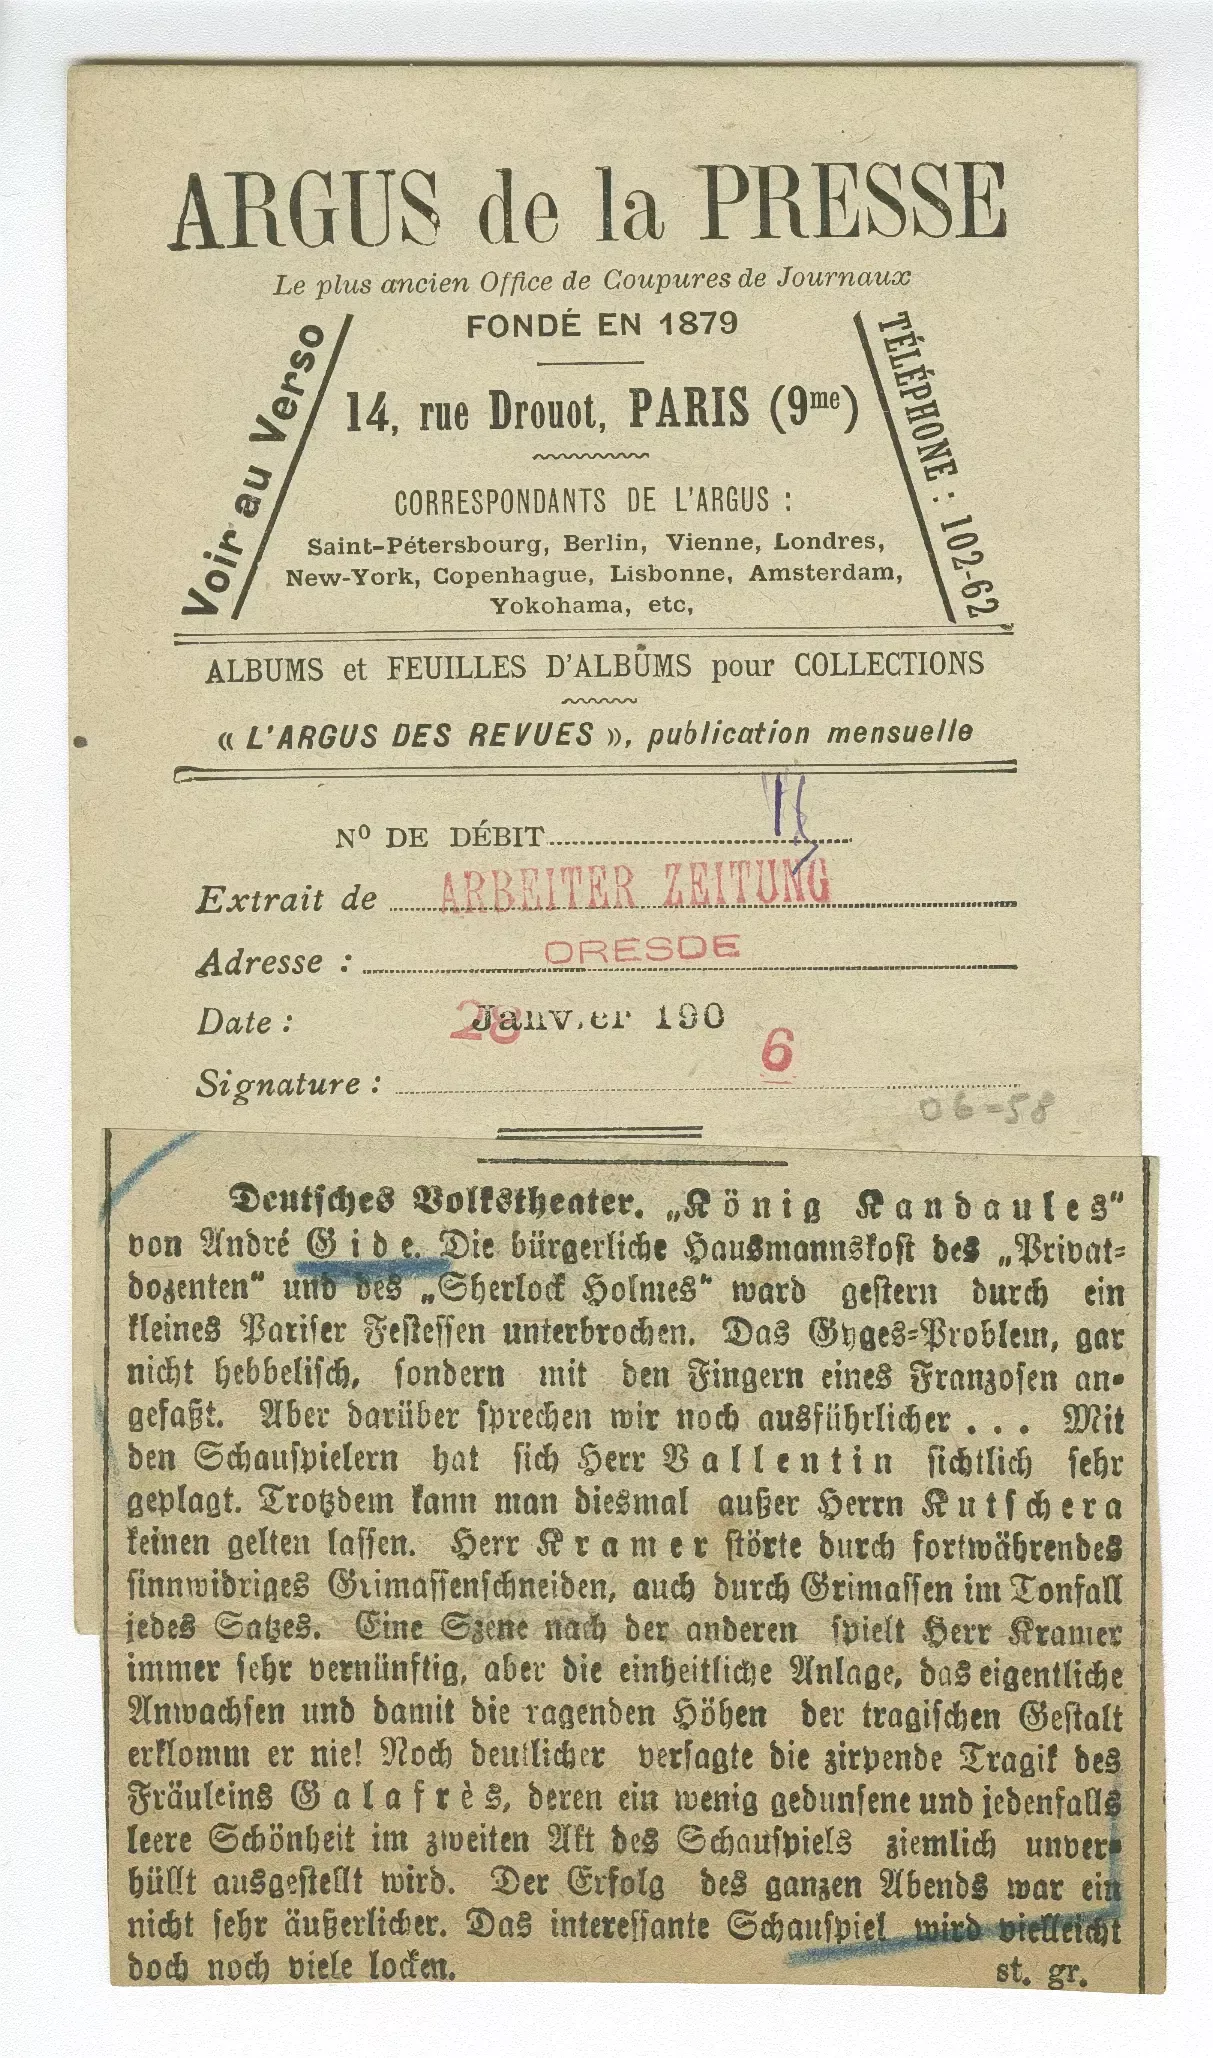 ARGUS de la PRESSE
Le plus ancien Office de Coupures de Journaux
FONDÉ EN 1879
Voir au Verso
14, rue Drouot, PARIS (9me)
TÉLÉPHONE : 102-62
CORRESPONDANTS DE L'ARGUS :
Saint-Pétersbourg, Berlin, Vienne, Londres,
New-York, Copenhague, Lisbonne, Amsterdam,
Yokohama, etc,
ALBUMS et FEUILLES D'ALBUMS pour COLLECTIONS
« L'ARGUS DES REVUES », publication mensuelle
No DE DÉBIT
Extrait de ARBEITER ZEITUNG
Adresse : DRESDE
Date : 28 Janvier 190 6
Signature :
06-58
Deutsches Volkstheater. „König Kandaules"
von André Gide. Die bürgerliche Hausmannskost des „Privat-
dozenten" und des „Sherlock Holmes" ward gestern durch ein
kleines Pariser Festessen unterbrochen. Das Gyges-Problem, gar
nicht hebbelisch, sondern mit den Fingern eines Franzosen an-
gefaßt. Aber darüber sprechen wir noch ausführlicher . . . Mit
den Schauspielern hat sich Herr Vallentin sichtlich sehr
geplagt. Trotzdem kann man diesmal außer Herrn Kutschera
keinen gelten lassen. Herr Kramer störte durch fortwährendes
sinnwidriges Grimassenschneiden, auch durch Grimassen im Tonfall
jedes Satzes. Eine Szene nach der anderen spielt Herr Kramer
immer sehr vernünftig, aber die einheitliche Anlage, das eigentliche
Anwachsen und damit die ragenden Höhen der tragischen Gestalt
erklomm er nie! Noch deutlicher versagte die zirpende Tragik des
Fräuleins Galafrès, deren ein wenig gedunsene und jedenfalls
leere Schönheit im zweiten Akt des Schauspiels ziemlich unver-
hüllt ausgestellt wird. Der Erfolg des ganzen Abends war ein
nicht sehr äußerlicher. Das interessante Schauspiel wird vielleicht
doch noch viele locken. st. gr.